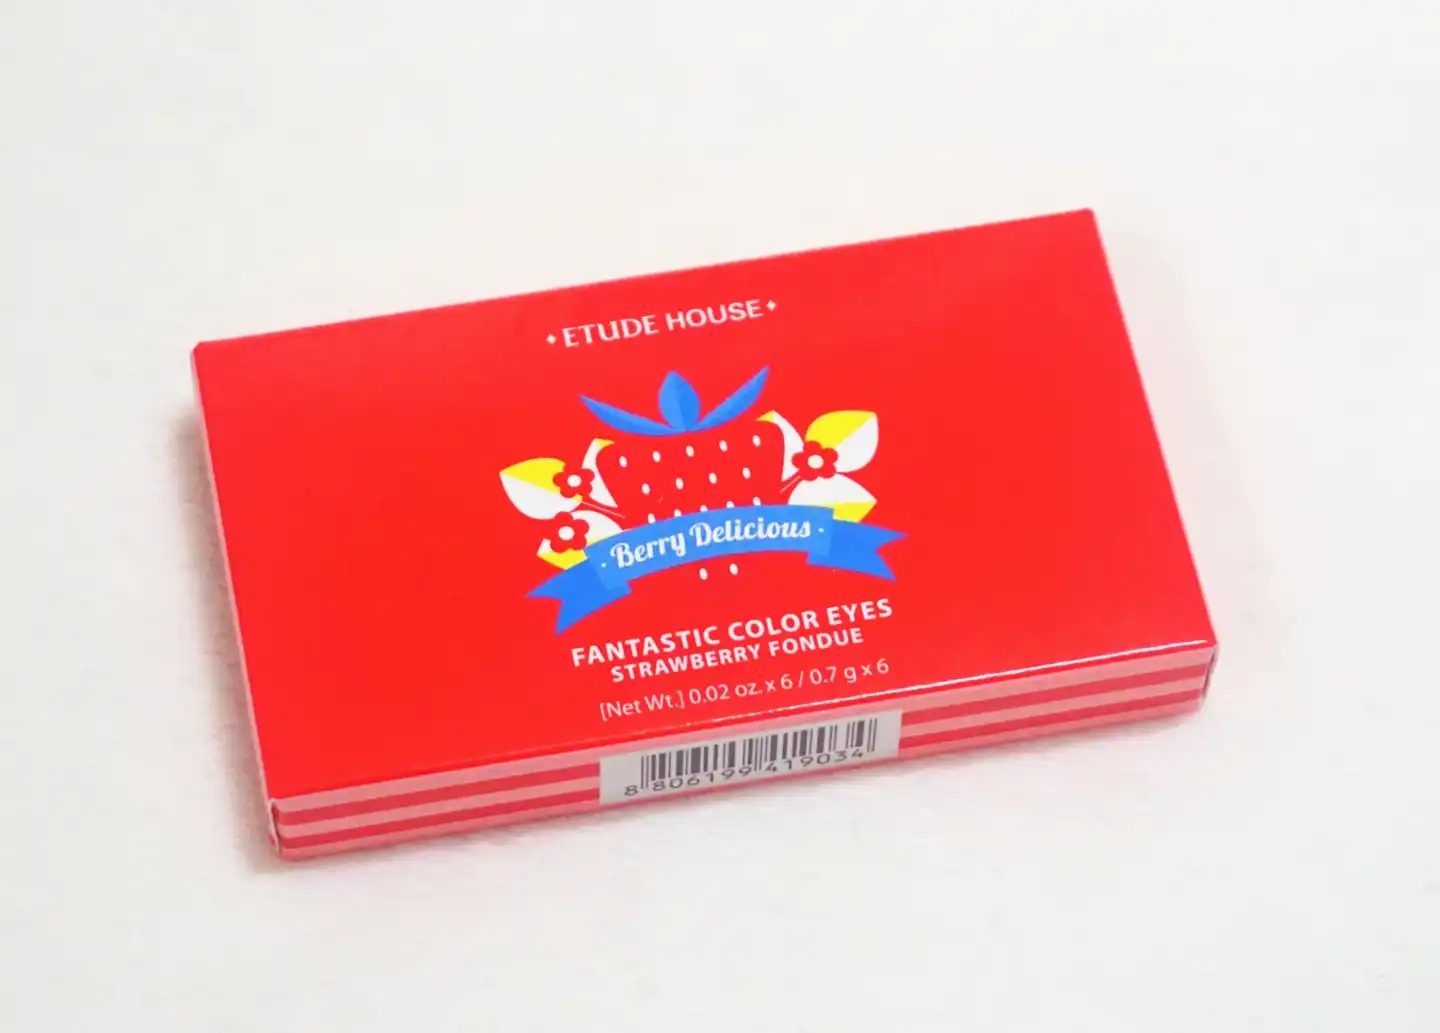 ETUDE HOUSE
Berry Delicious
FANTASTIC COLOR EYES
STRAWBERRY FONDUE
[Net Wt.] 0.02 oz. x 6 / 0.7 g x 6
8 806199 419034